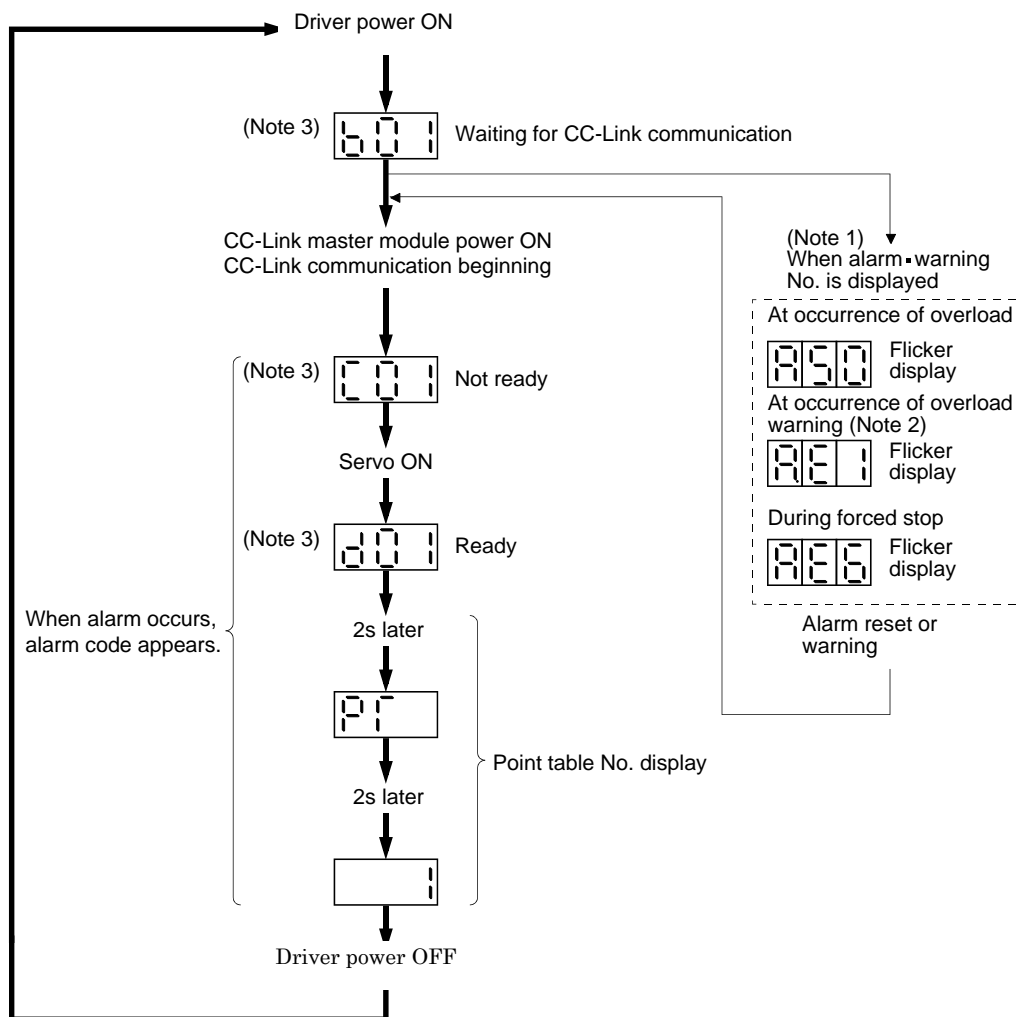 Driver power ON
(Note 3)
b01
Waiting for CC-Link communication
CC-Link master module power ON
CC-Link communication beginning
(Note 3)
C01
Not ready
Servo ON
(Note 3)
d01
Ready
When alarm occurs,
alarm code appears.
2s later
PT
2s later
1
Point table No. display
Driver power OFF
(Note 1)
When alarm▪warning
No. is displayed
At occurrence of overload
A50
Flicker
display
At occurrence of overload
warning (Note 2)
A.E1
Flicker
display
During forced stop
AE6
Flicker
display
Alarm reset or
warning